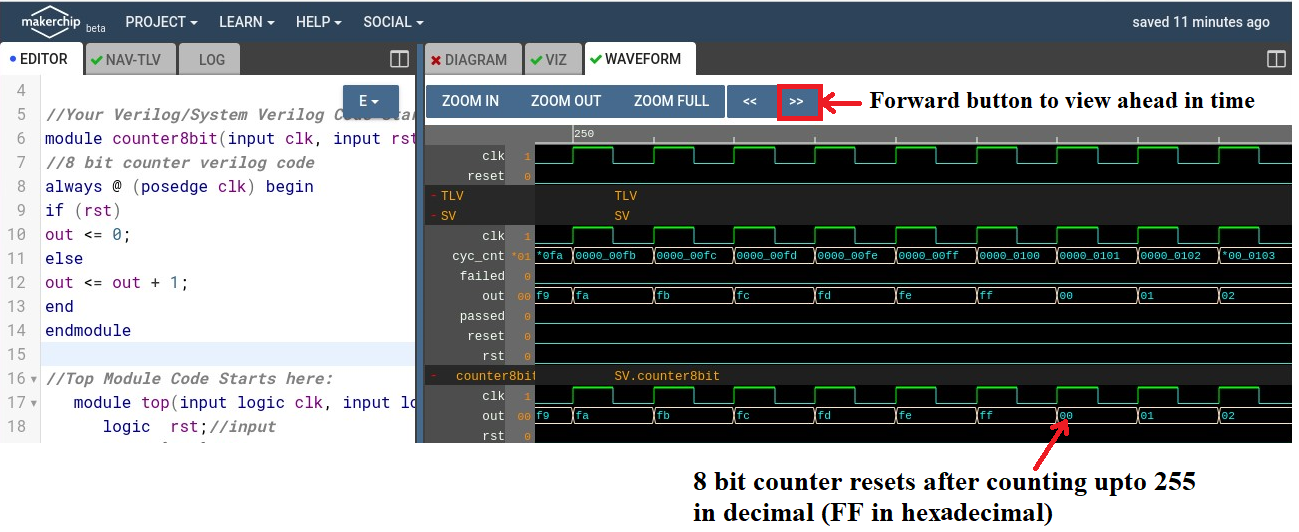 makerchip beta PROJECT LEARN HELP SOCIAL saved 11 minutes ago
EDITOR NAV-TLV LOG DIAGRAM VIZ WAVEFORM
E
ZOOM IN ZOOM OUT ZOOM FULL << >>
Forward button to view ahead in time
4
5 //Your Verilog/System Verilog Code
6 module counter8bit(input clk, input rst
7 //8 bit counter verilog code
8 always @ (posedge clk) begin
9 if (rst)
10 out <= 0;
11 else
12 out <= out + 1;
13 end
14 endmodule
15
16 //Top Module Code Starts here:
17 module top(input logic clk, input lo
18 logic rst;//input
250
clk 1
reset 0
- TLV TLV
- SV SV
clk 1
cyc_cnt *01 *0fa 0000_00fb 0000_00fc 0000_00fd 0000_00fe 0000_00ff 0000_0100 0000_0101 0000_0102 *00_0103
failed 0
out 00 f9 fa fb fc fd fe ff 00 01 02
passed 0
reset 0
rst 0
- counter8bit SV.counter8bit
clk 1
out 00 f9 fa fb fc fd fe ff 00 01 02
rst 0
8 bit counter resets after counting upto 255
in decimal (FF in hexadecimal)